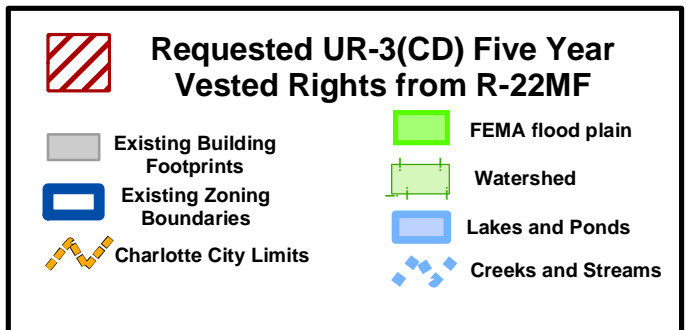 Requested UR-3(CD) Five Year
Vested Rights from R-22MF
Existing Building
Footprints
Existing Zoning
Boundaries
Charlotte City Limits
FEMA flood plain
Watershed
Lakes and Ponds
Creeks and Streams